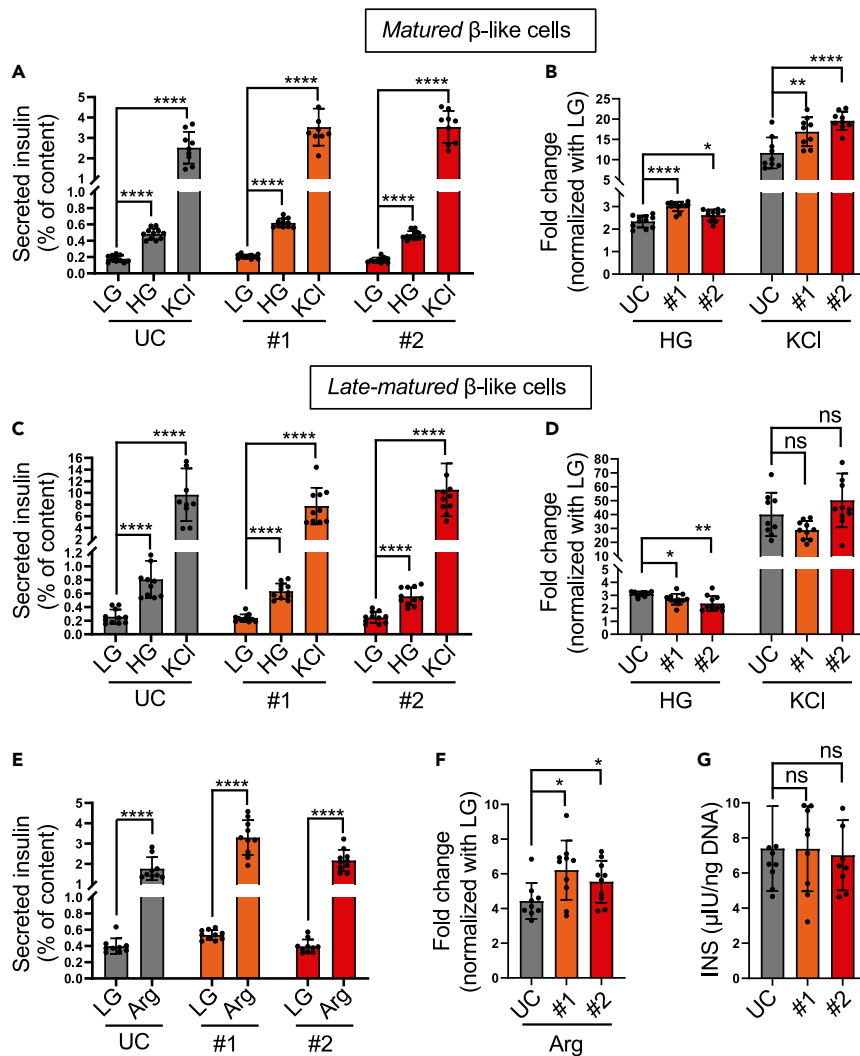 Matured β-like cells
A
Secreted insulin
(% of content)
5
4
3
2
1
1.0
0.8
0.6
0.4
0.2
0.0
****
****
****
****
****
****
LG HG KCl LG HG KCl LG HG KCl
UC #1 #2
B
Fold change
(normalized with LG)
25
20
15
10
5
4
3
2
1
0
****
*
**
****
UC #1 #2 UC #1 #2
HG KCl
Late-matured β-like cells
C
Secreted insulin
(% of content)
16
14
12
10
8
6
4
2
1.2
1.0
0.8
0.6
0.4
0.2
0.0
****
****
****
****
****
****
LG HG KCl LG HG KCl LG HG KCl
UC #1 #2
D
Fold change
(normalized with LG)
80
70
60
50
40
30
20
10
5
4
3
2
1
0
*
**
ns
ns
UC #1 #2 UC #1 #2
HG KCl
E
Secreted insulin
(% of content)
5
4
3
2
1
0.8
0.6
0.4
0.2
0.0
****
****
****
LG Arg LG Arg LG Arg
UC #1 #2
F
Fold change
(normalized with LG)
10
8
6
4
2
0
*
*
UC #1 #2
Arg
G
INS (µIU/ng DNA)
10
8
6
4
2
0
ns
ns
UC #1 #2